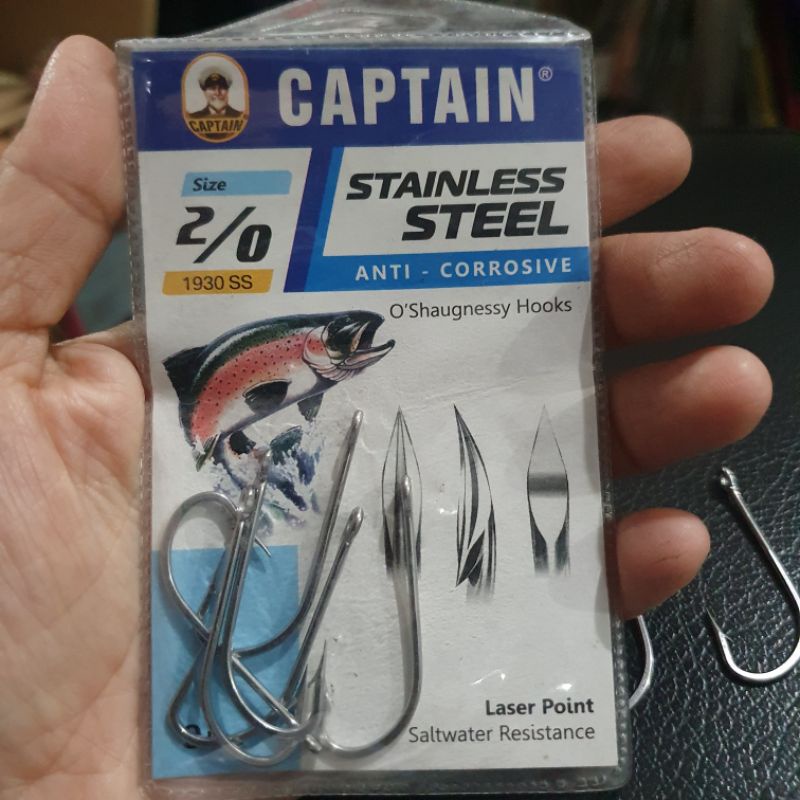 CAPTAIN®
CAPTAIN
Size
2/0
1930 SS
STAINLESS
STEEL
ANTI - CORROSIVE
O'Shaugnessy Hooks
Laser Point
Saltwater Resistance